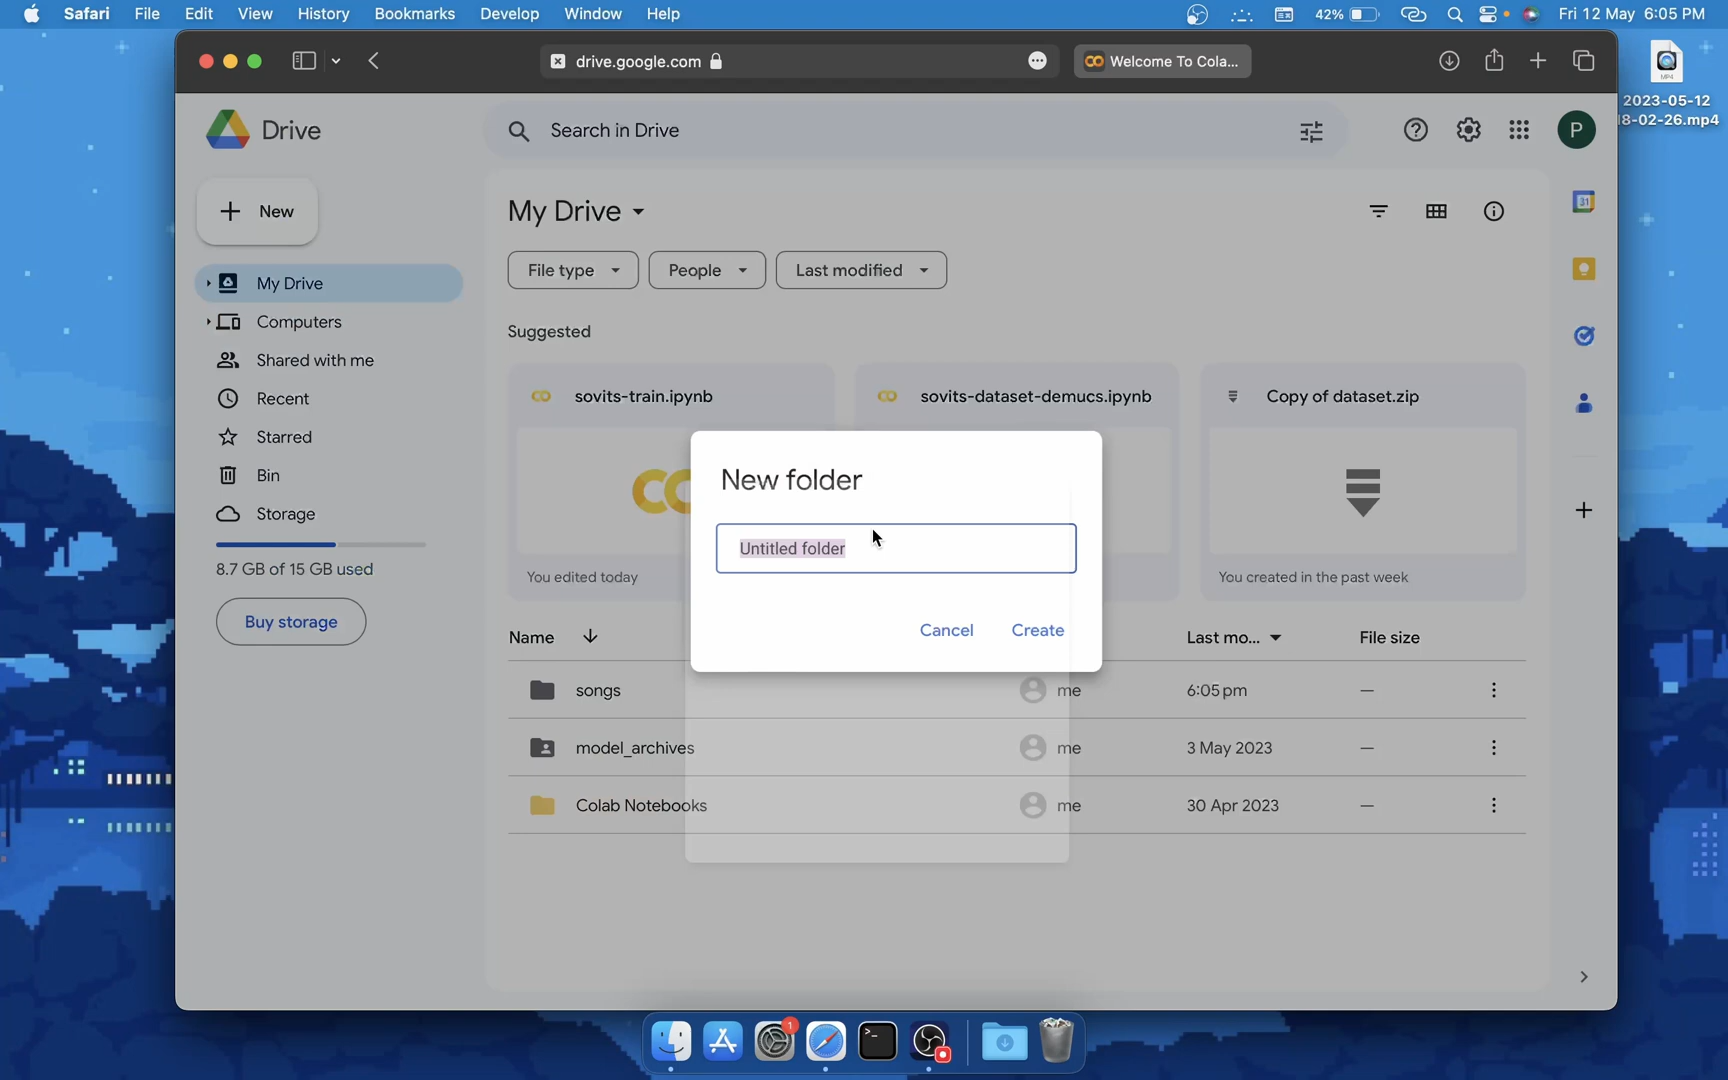 Safari File Edit View History Bookmarks Develop Window Help 42% Fri 12 May 6:05 PM
drive.google.com Welcome To Cola...
MP4
2023-05-12
18-02-26.mp4
Drive Search in Drive P
New
My Drive
Computers
Shared with me
Recent
Starred
Bin
Storage
8.7 GB of 15 GB used
Buy storage
My Drive
File type People Last modified
Suggested
sovits-train.ipynb sovits-dataset-demucs.ipynb Copy of dataset.zip
You edited today You created in the past week
New folder
Untitled folder
Cancel Create
Name Last mo... File size
songs me 6:05 pm —
model_archives me 3 May 2023 —
Colab Notebooks me 30 Apr 2023 —
31
1